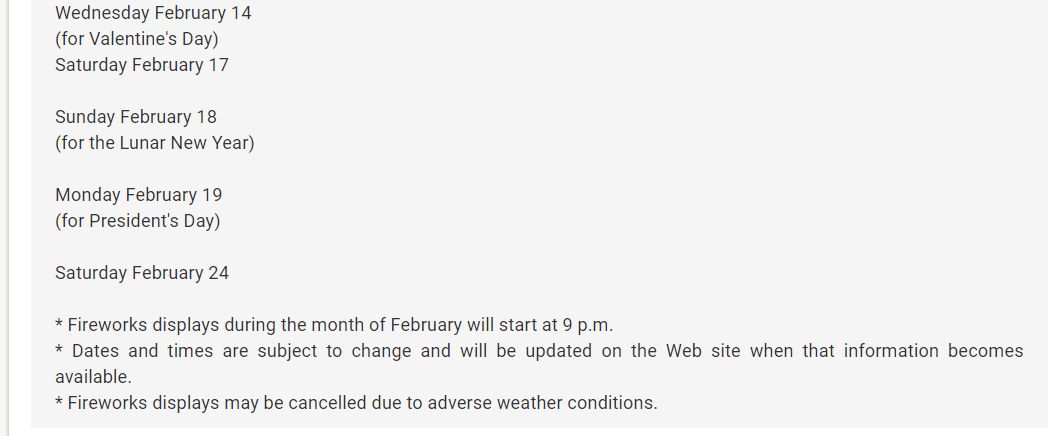 Wednesday February 14
(for Valentine's Day)
Saturday February 17
Sunday February 18
(for the Lunar New Year)
Monday February 19
(for President's Day)
Saturday February 24
* Fireworks displays during the month of February will start at 9 p.m.
* Dates and times are subject to change and will be updated on the Web site when that information becomes
available.
* Fireworks displays may be cancelled due to adverse weather conditions.